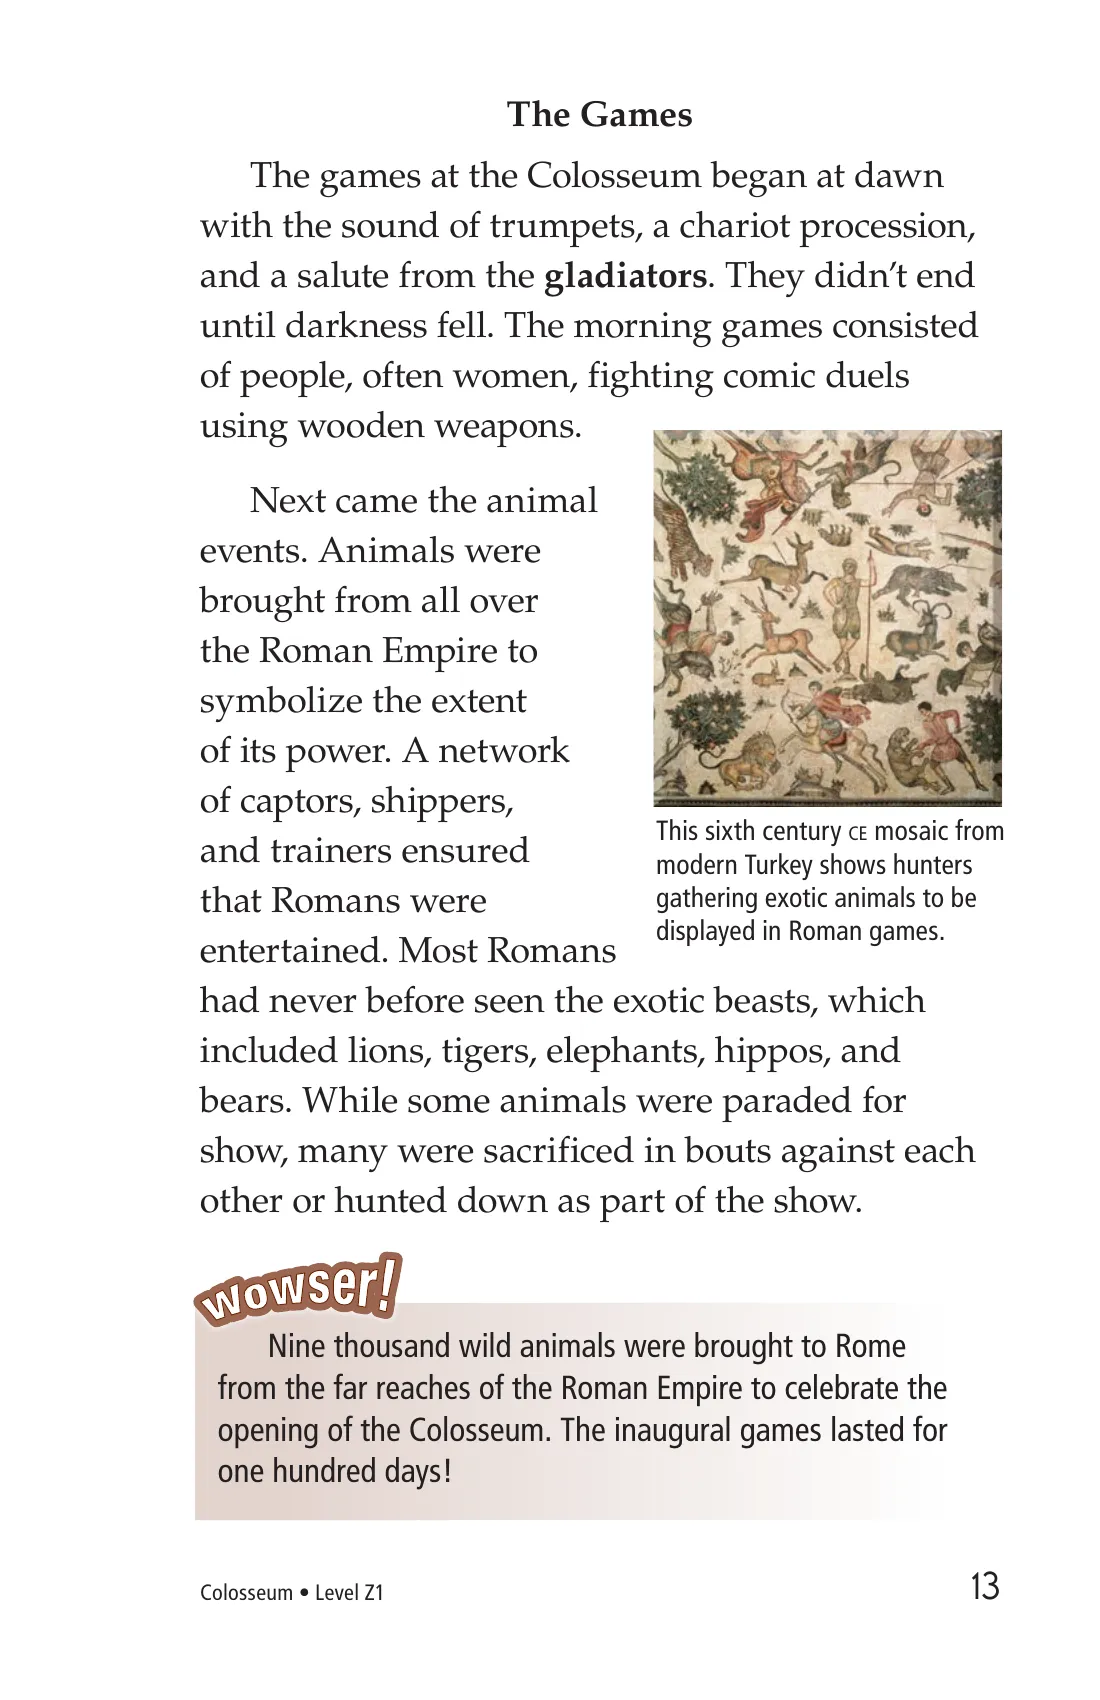 The Games
The games at the Colosseum began at dawn
with the sound of trumpets, a chariot procession,
and a salute from the gladiators. They didn’t end
until darkness fell. The morning games consisted
of people, often women, fighting comic duels
using wooden weapons.
Next came the animal
events. Animals were
brought from all over
the Roman Empire to
symbolize the extent
of its power. A network
of captors, shippers,
and trainers ensured
that Romans were
entertained. Most Romans
had never before seen the exotic beasts, which
included lions, tigers, elephants, hippos, and
bears. While some animals were paraded for
show, many were sacrificed in bouts against each
other or hunted down as part of the show.
This sixth century CE mosaic from
modern Turkey shows hunters
gathering exotic animals to be
displayed in Roman games.
Wowser!
Nine thousand wild animals were brought to Rome
from the far reaches of the Roman Empire to celebrate the
opening of the Colosseum. The inaugural games lasted for
one hundred days!
Colosseum • Level Z1
13